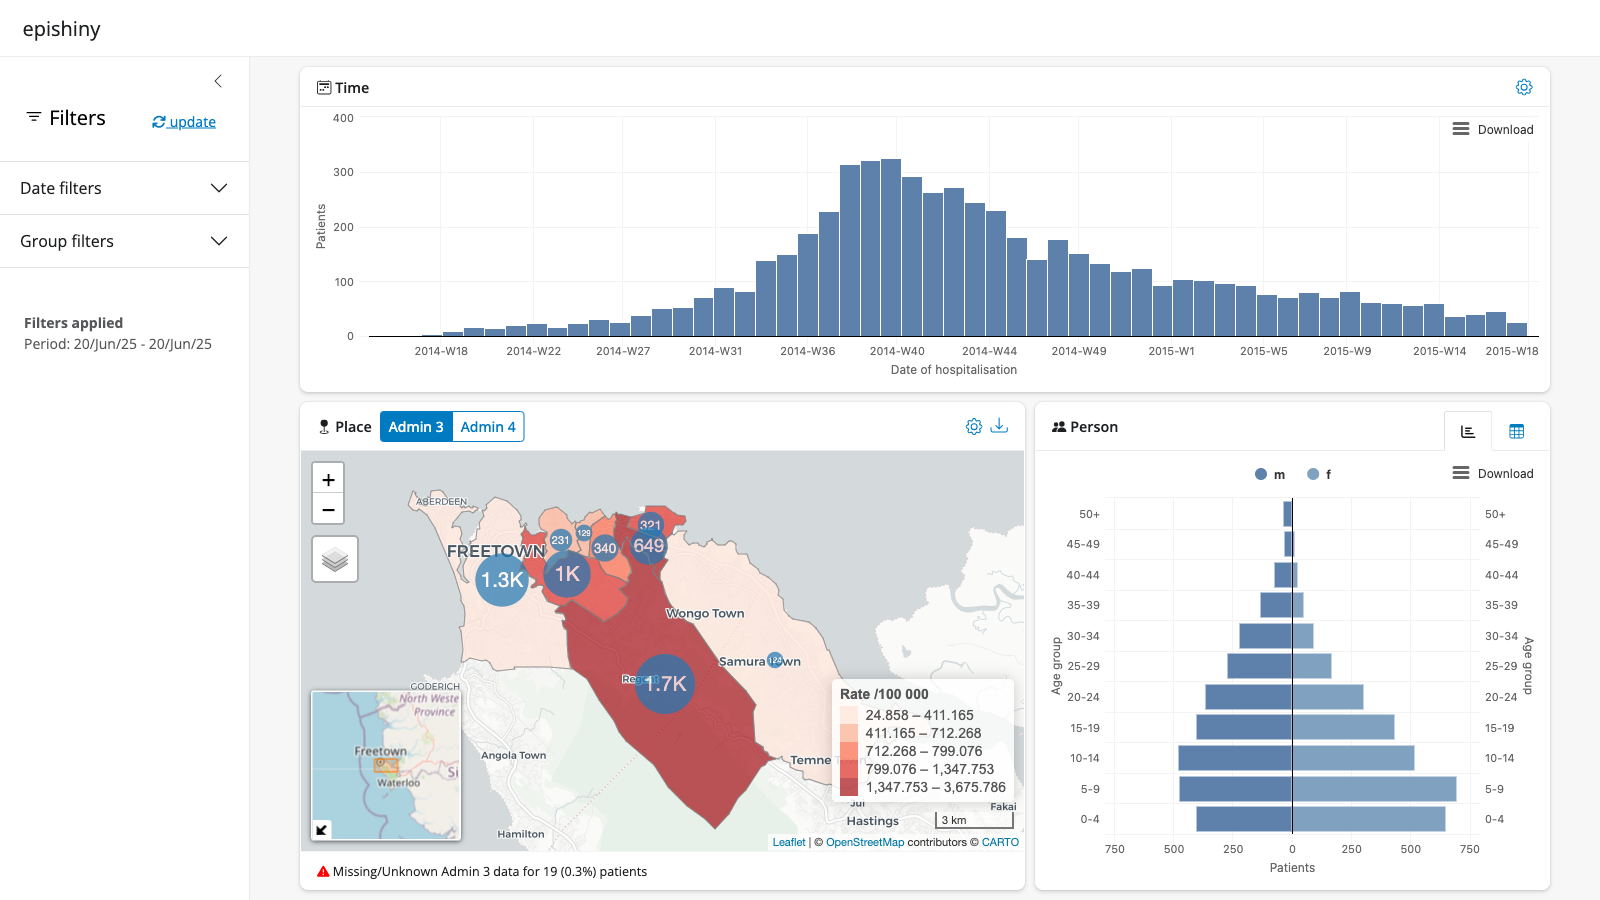 epishiny
Filters
update
Date filters
Group filters
Filters applied
Period: 20/Jun/25 - 20/Jun/25
Time
Download
Patients
400
300
200
100
0
2014-W18 2014-W22 2014-W27 2014-W31 2014-W36 2014-W40 2014-W44 2014-W49 2015-W1 2015-W5 2015-W9 2015-W14 2015-W18
Date of hospitalisation
Place
Admin 3
Admin 4
+
−
ABERDEEN
FREETOWN
1.3K
231
129
340
321
649
1K
Wongo Town
Samura
124
1.7K
GODERICH
Angola Town
Hamilton
Temne
Jui
Hastings
Fakai
North Weste
Province
Freetown
Waterloo
Rate /100 000
24.858 – 411.165
411.165 – 712.268
712.268 – 799.076
799.076 – 1,347.753
1,347.753 – 3,675.786
3 km
Leaflet | © OpenStreetMap contributors © CARTO
Missing/Unknown Admin 3 data for 19 (0.3%) patients
Person
m f
Download
Age group
50+ 50+
45-49 45-49
40-44 40-44
35-39 35-39
30-34 30-34
25-29 25-29
20-24 20-24
15-19 15-19
10-14 10-14
5-9 5-9
0-4 0-4
Age group
750 500 250 0 250 500 750
Patients